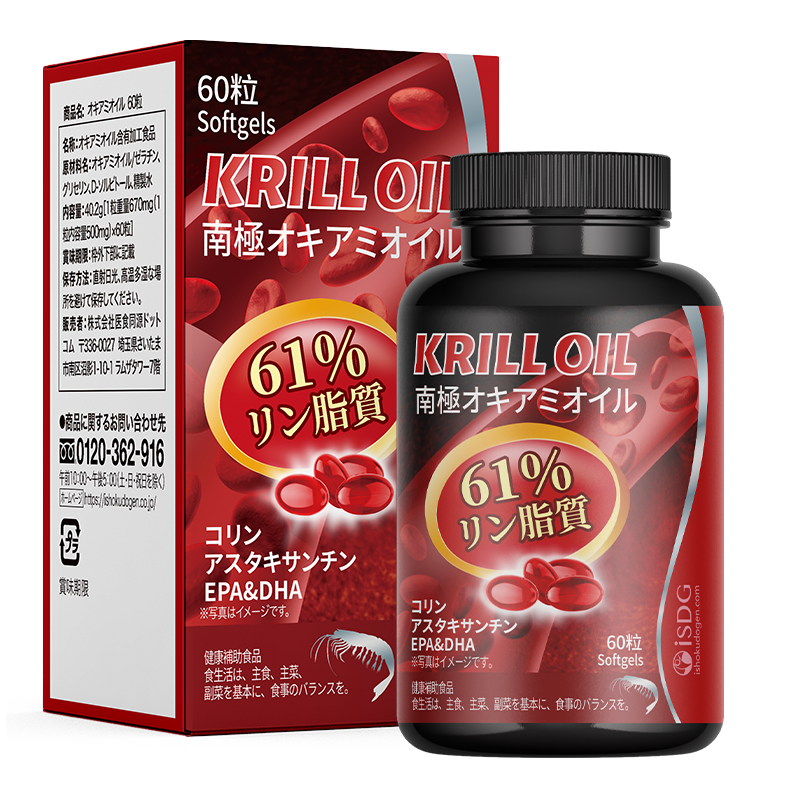 商品名: オキアミオイル 60粒
名称:オキアミオイル含有加工食品
原材料名:オキアミオイル/ゼラチン、
グリセリン、D-ソルビトール、精製水
内容量:40.2g[1粒重量670mg(1
粒内容量500mg)×60粒]
賞味期限:枠外下部に記載
保存方法:直射日光、高温多湿な場
所を避けて保存してください。
販売者:株式会社医食同源ドット
コム 〒336-0027 埼玉県さいたま
市南区沼影1-10-1 ラムザタワー7階
●商品に関するお問い合わせ先
0120-362-916
午前10:00～午後5:00(土・日・祝日を除く)
ホームページ https://ishokudogen.co.jp/
プラ
賞味期限
60粒
Softgels
KRILL OIL
南極オキアミオイル
61%
リン脂質
コリン
アスタキサンチン
EPA&DHA
※写真はイメージです。
健康補助食品
食生活は、主食、主菜、
副菜を基本に、食事のバランスを。
KRILL OIL
南極オキアミオイル
61%
リン脂質
コリン
アスタキサンチン
EPA&DHA
※写真はイメージです。
60粒
Softgels
健康補助食品
食生活は、主食、主菜、副菜を基本に、食事のバランスを。
iSDG
ishokudogen.com